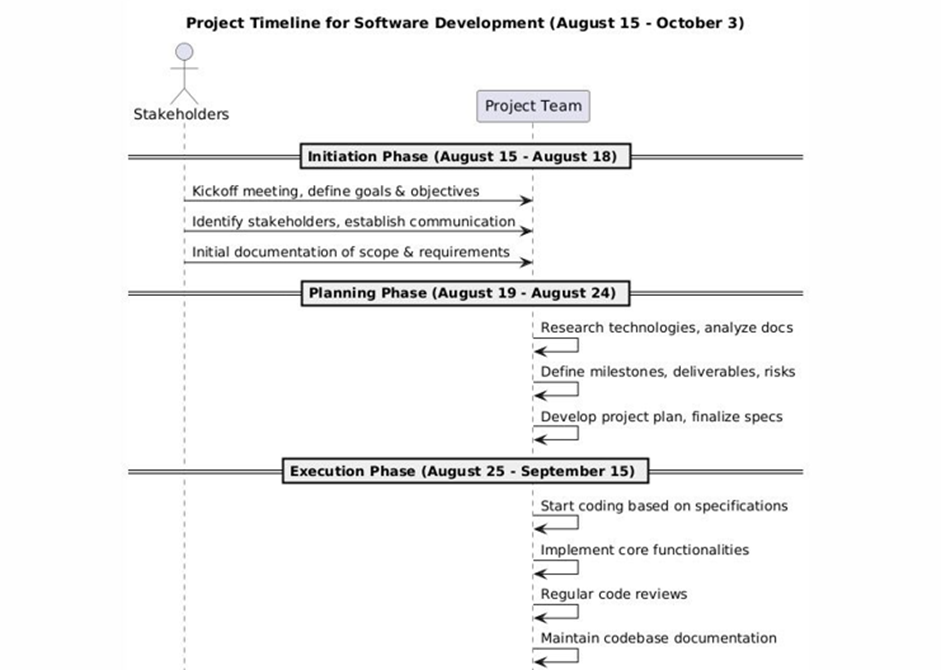 Project Timeline for Software Development (August 15 - October 3)
Stakeholders
Project Team
Initiation Phase (August 15 - August 18)
Kickoff meeting, define goals & objectives
Identify stakeholders, establish communication
Initial documentation of scope & requirements
Planning Phase (August 19 - August 24)
Research technologies, analyze docs
Define milestones, deliverables, risks
Develop project plan, finalize specs
Execution Phase (August 25 - September 15)
Start coding based on specifications
Implement core functionalities
Regular code reviews
Maintain codebase documentation